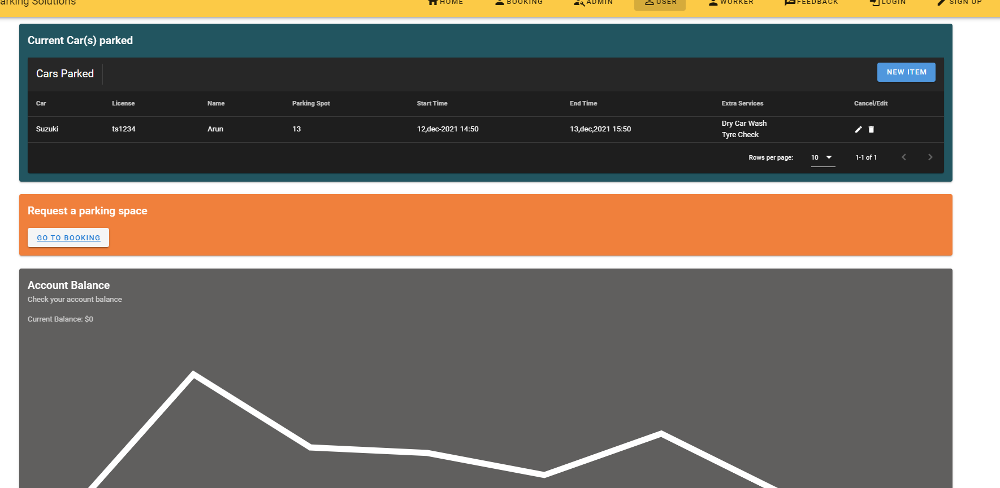 arking Solutions HOME BOOKING ADMIN USER WORKER FEEDBACK LOGIN SIGN UP
Current Car(s) parked
Cars Parked NEW ITEM
Car License Name Parking Spot Start Time End Time Extra Services Cancel/Edit
Suzuki ts1234 Arun 13 12,dec-2021 14:50 13,dec,2021 15:50 Dry Car Wash
Tyre Check
Rows per page: 10 1-1 of 1
Request a parking space
GO TO BOOKING
Account Balance
Check your account balance
Current Balance: $0